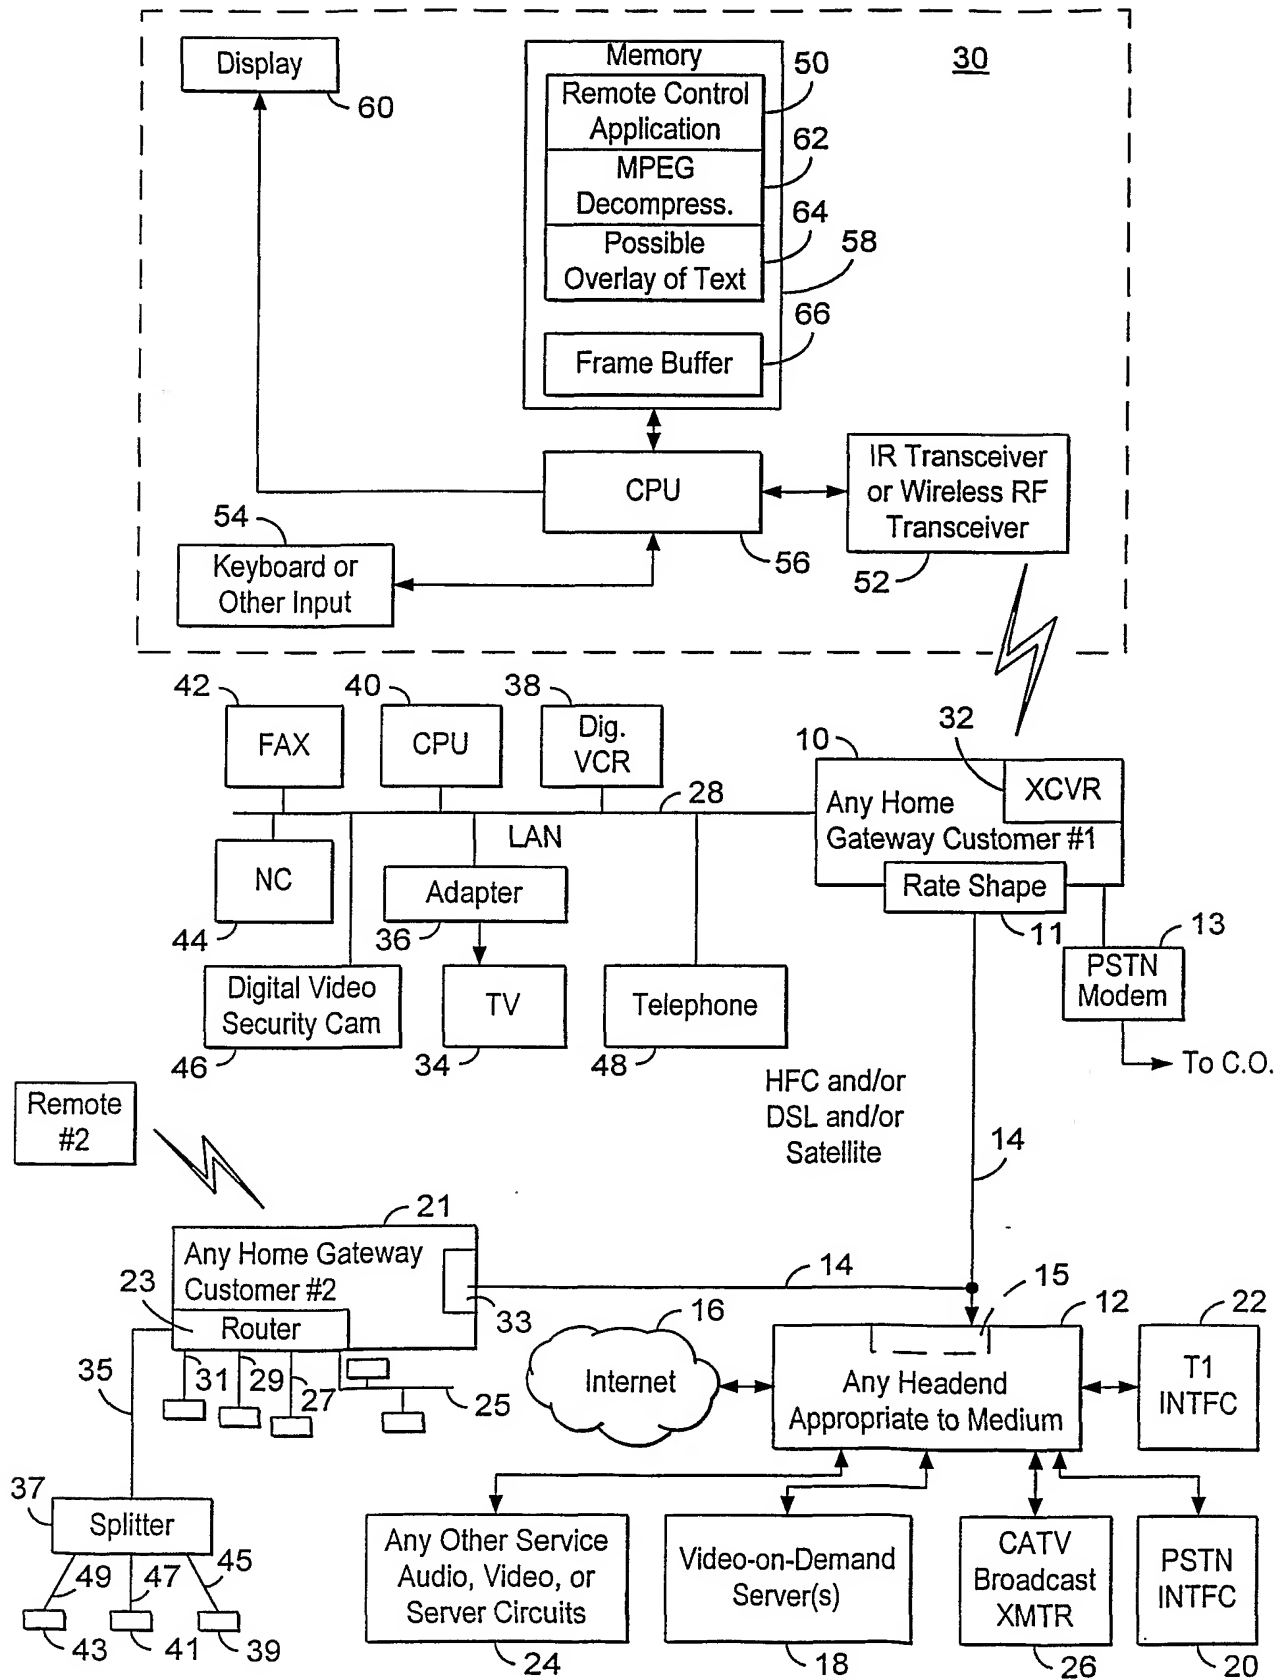 30
Display
60
Memory
50
Remote Control
Application
62
MPEG
Decompress.
64
Possible
Overlay of Text
58
66
Frame Buffer
CPU
56
IR Transceiver
or Wireless RF
Transceiver
52
54
Keyboard or
Other Input
42
FAX
40
CPU
38
Dig.
VCR
28
LAN
10
32
XCVR
Any Home
Gateway Customer #1
Rate Shape
11
13
PSTN
Modem
To C.O.
NC
44
Adapter
36
Digital Video
Security Cam
46
TV
34
Telephone
48
HFC and/or
DSL and/or
Satellite
14
Remote
#2
21
Any Home Gateway
Customer #2
23
Router
33
14
31
29
27
25
35
37
Splitter
49
47
45
43
41
39
16
Internet
15
12
Any Headend
Appropriate to Medium
22
T1
INTFC
Any Other Service
Audio, Video, or
Server Circuits
24
Video-on-Demand
Server(s)
18
CATV
Broadcast
XMTR
26
PSTN
INTFC
20